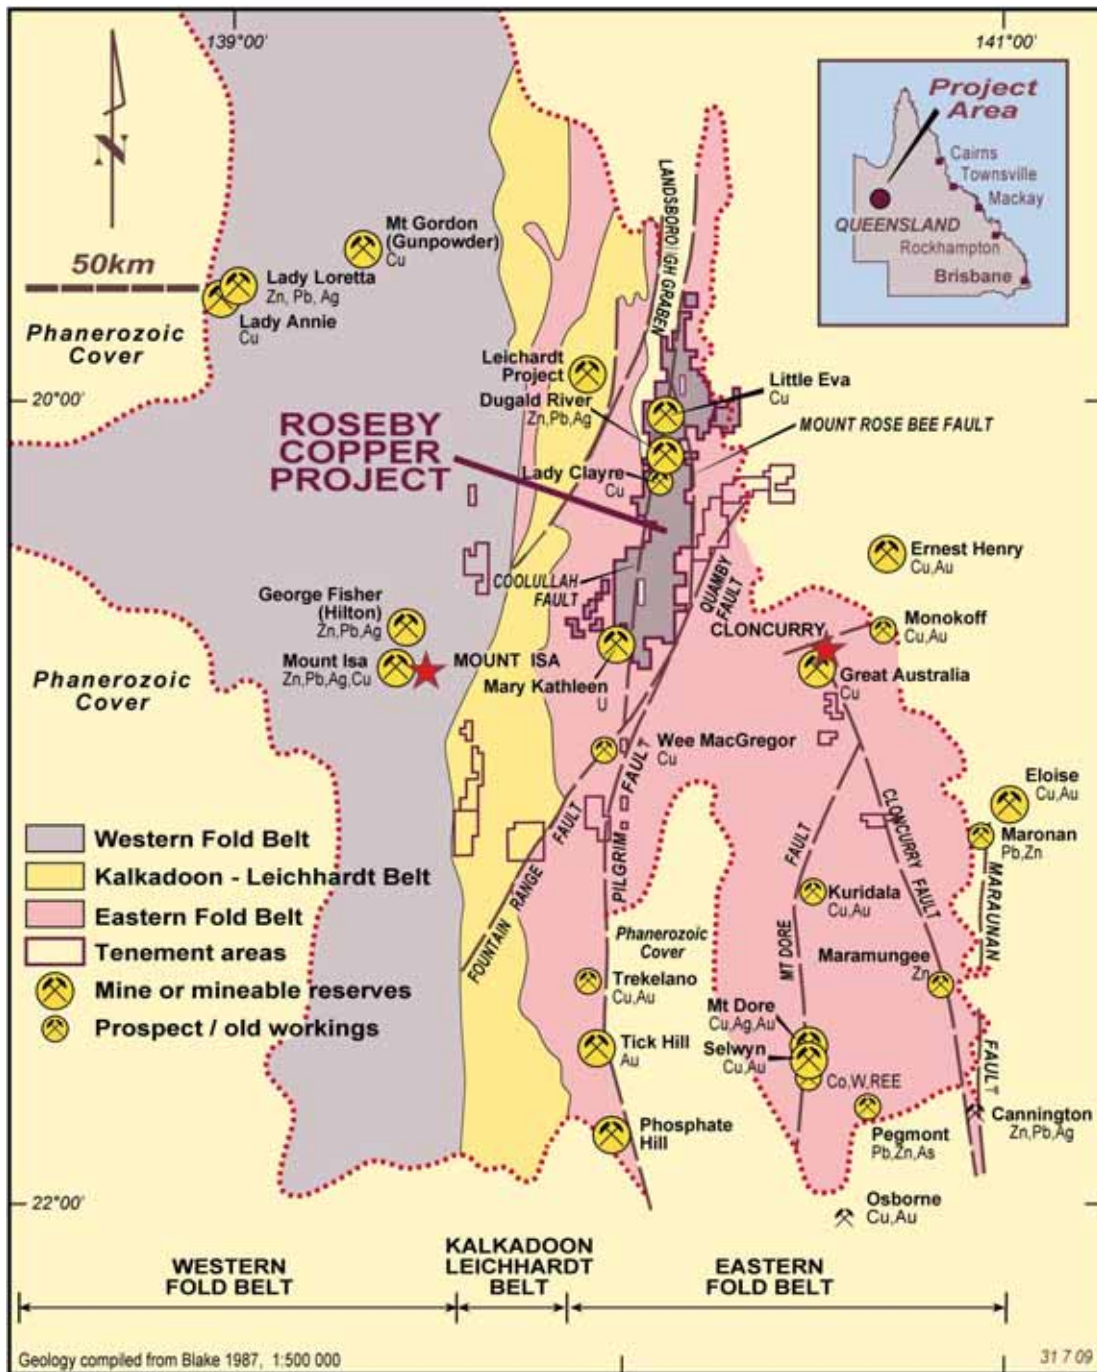 139°00'
141°00'
N
50km
Project
Area
Cairns
Townsville
Mackay
QUEENSLAND
Rockhampton
Brisbane
Mt Gordon
(Gunpowder)
Cu
Lady Loretta
Zn, Pb, Ag
Lady Annie
Cu
Phanerozoic
Cover
LANDSBOROUGH GRABEN
Leichardt
Project
Dugald River
Zn,Pb,Ag
Little Eva
Cu
20°00'
MOUNT ROSE BEE FAULT
ROSEBY
COPPER
PROJECT
Lady Clayre
Cu
Ernest Henry
Cu,Au
COOLULLAH
FAULT
QUAMBY
FAULT
George Fisher
(Hilton)
Zn,Pb,Ag
CLONCURRY
Monokoff
Cu,Au
Mount Isa
Zn,Pb,Ag,Cu
MOUNT ISA
Mary Kathleen
U
Great Australia
Cu
Phanerozoic
Cover
Wee MacGregor
Cu
Eloise
Cu,Au
Maronan
Pb,Zn
Western Fold Belt
Kalkadoon - Leichhardt Belt
Eastern Fold Belt
Tenement areas
Mine or mineable reserves
Prospect / old workings
FOUNTAIN RANGE FAULT
PILGRIM FAULT
MT DORE FAULT
CLONCURRY FAULT
MARAUNAN FAULT
Kuridala
Cu,Au
Phanerozoic
Cover
Maramungee
Zn
Trekelano
Cu,Au
Mt Dore
Cu,Ag,Au
Tick Hill
Au
Selwyn
Cu,Au
Co,W,REE
Phosphate
Hill
Pegmont
Pb,Zn,As
Cannington
Zn,Pb,Ag
22°00'
Osborne
Cu,Au
WESTERN
FOLD BELT
KALKADOON
LEICHHARDT
BELT
EASTERN
FOLD BELT
Geology compiled from Blake 1987, 1:500 000
31 7 09